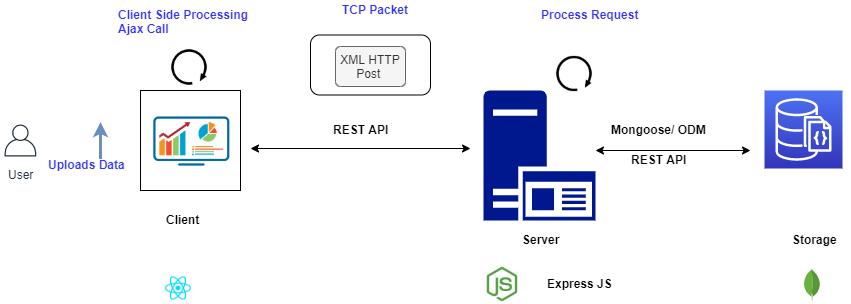 Client Side Processing
Ajax Call
TCP Packet
Process Request
XML HTTP
Post
REST API
Mongoose/ ODM
REST API
Uploads Data
User
Client
Server
Storage
JS
Express JS